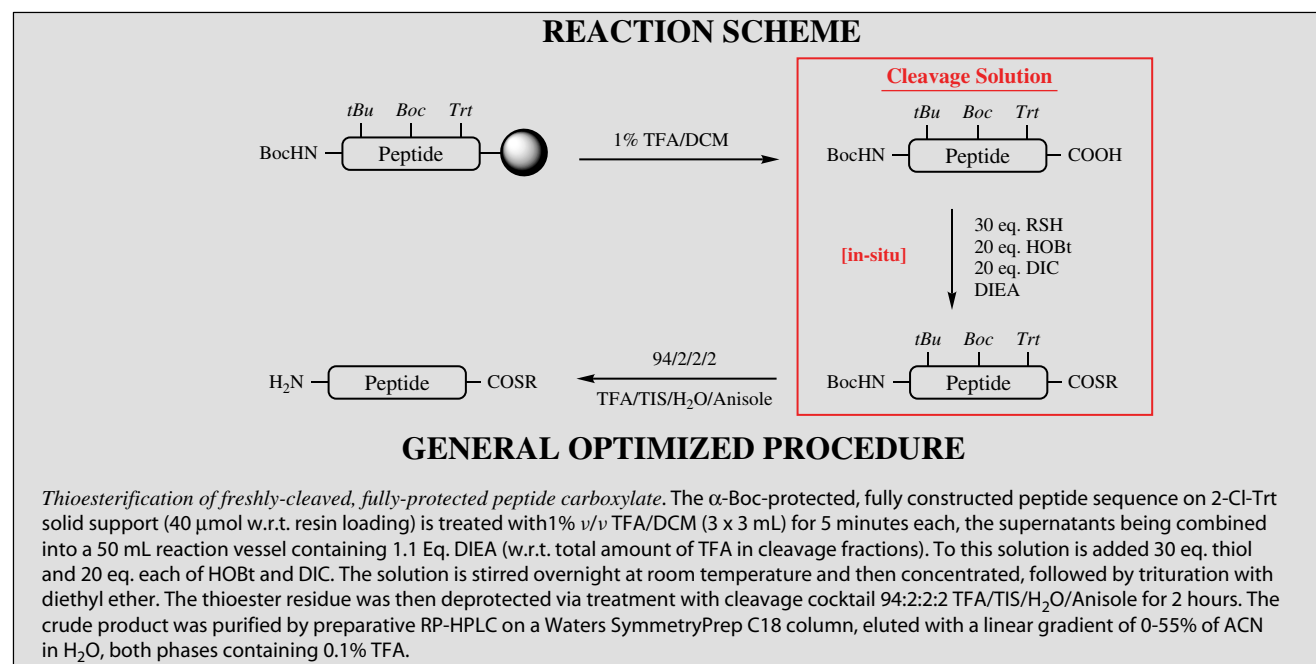 REACTION SCHEME
Cleavage Solution
tBu Boc Trt
BocHN Peptide
1% TFA/DCM
tBu Boc Trt
BocHN Peptide COOH
[in-situ]
30 eq. RSH
20 eq. HOBt
20 eq. DIC
DIEA
tBu Boc Trt
BocHN Peptide COSR
94/2/2/2
TFA/TIS/H₂O/Anisole
H₂N Peptide COSR
GENERAL OPTIMIZED PROCEDURE
Thioesterification of freshly-cleaved, fully-protected peptide carboxylate. The α-Boc-protected, fully constructed peptide sequence on 2-Cl-Trt
solid support (40 μmol w.r.t. resin loading) is treated with1% v/v TFA/DCM (3 x 3 mL) for 5 minutes each, the supernatants being combined
into a 50 mL reaction vessel containing 1.1 Eq. DIEA (w.r.t. total amount of TFA in cleavage fractions). To this solution is added 30 eq. thiol
and 20 eq. each of HOBt and DIC. The solution is stirred overnight at room temperature and then concentrated, followed by trituration with
diethyl ether. The thioester residue was then deprotected via treatment with cleavage cocktail 94:2:2:2 TFA/TIS/H₂O/Anisole for 2 hours. The
crude product was purified by preparative RP-HPLC on a Waters SymmetryPrep C18 column, eluted with a linear gradient of 0-55% of ACN
in H₂O, both phases containing 0.1% TFA.